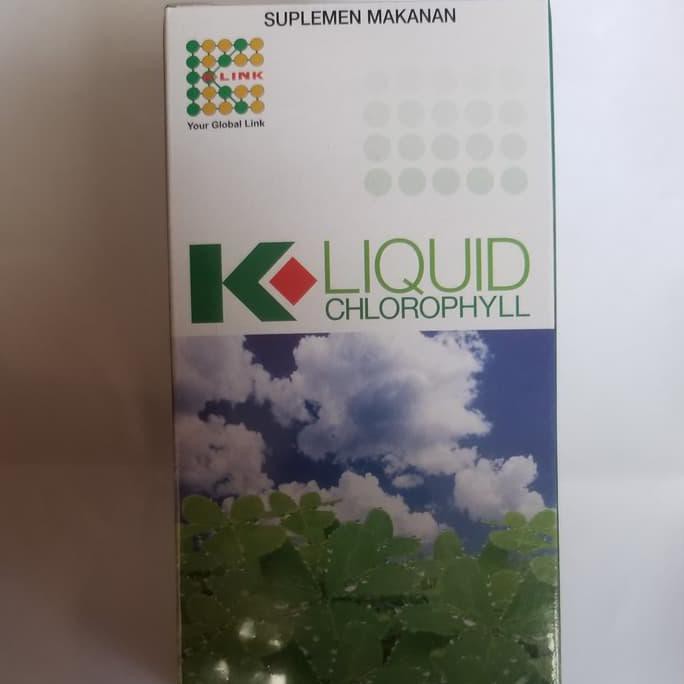 SUPLEMEN MAKANAN
LINK
Your Global Link
K LIQUID
CHLOROPHYLL